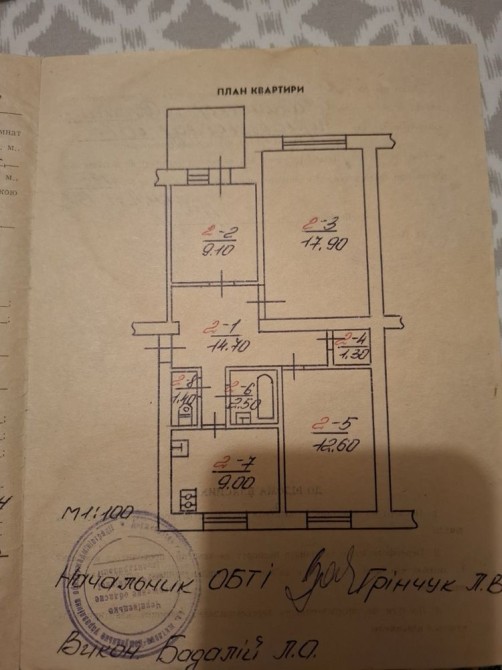 ПЛАН КВАРТИРИ
мнат
м.
м.,
2-2
9.10
2-3
17.90
2-1
14.70
2-4
1.30
2-8
1.40
2-6
2.50
2-5
12.60
2-7
9.00
М1:100
Начальник ОБТІ Грінчук Л.В
Викон. Бадалій Л.О.